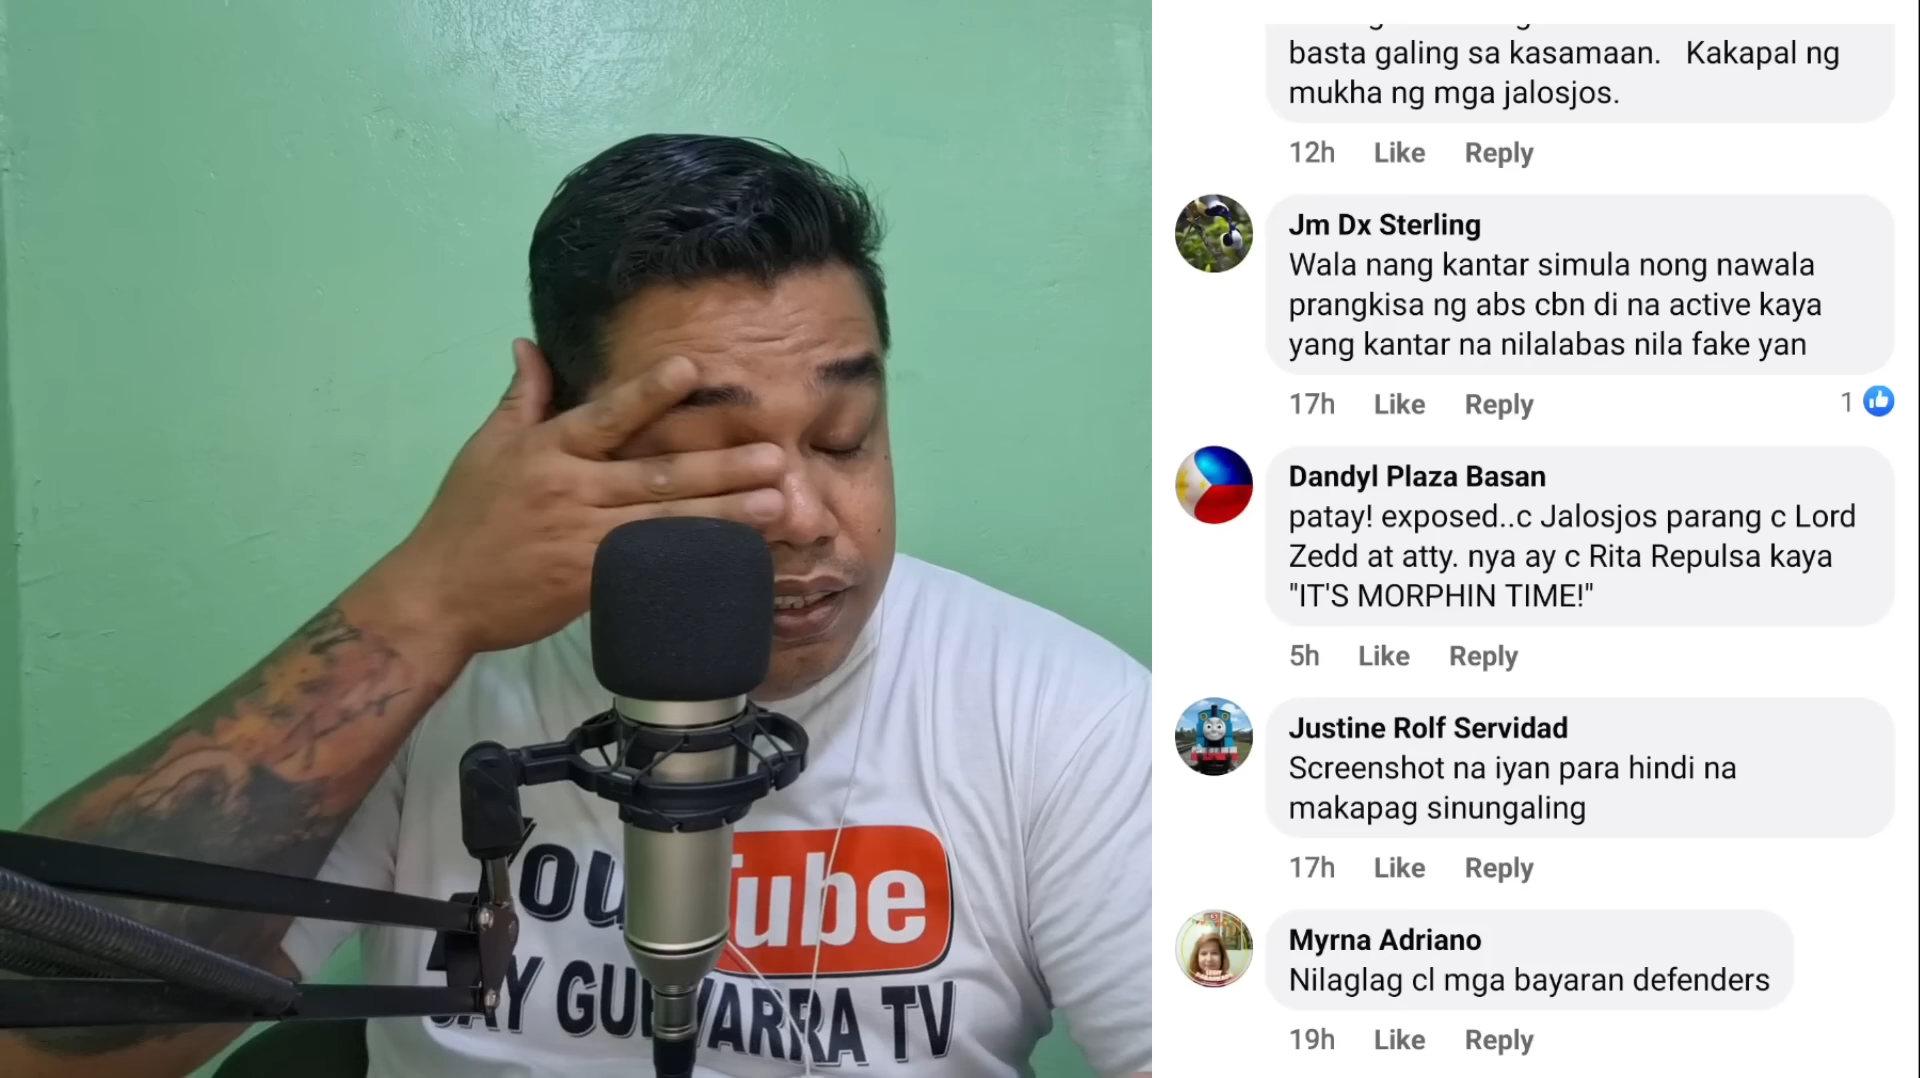 YouTube
GUEVARRA TV
basta galing sa kasamaan. Kakapal ng
mukha ng mga jalosjos.
12h Like Reply
Jm Dx Sterling
Wala nang kantar simula nong nawala
prangkisa ng abs cbn di na active kaya
yang kantar na nilalabas nila fake yan
17h Like Reply 1
Dandyl Plaza Basan
patay! exposed..c Jalosjos parang c Lord
Zedd at atty. nya ay c Rita Repulsa kaya
"IT'S MORPHIN TIME!"
5h Like Reply
Justine Rolf Servidad
Screenshot na iyan para hindi na
makapag sinungaling
17h Like Reply
Myrna Adriano
Nilaglag cl mga bayaran defenders
19h Like Reply